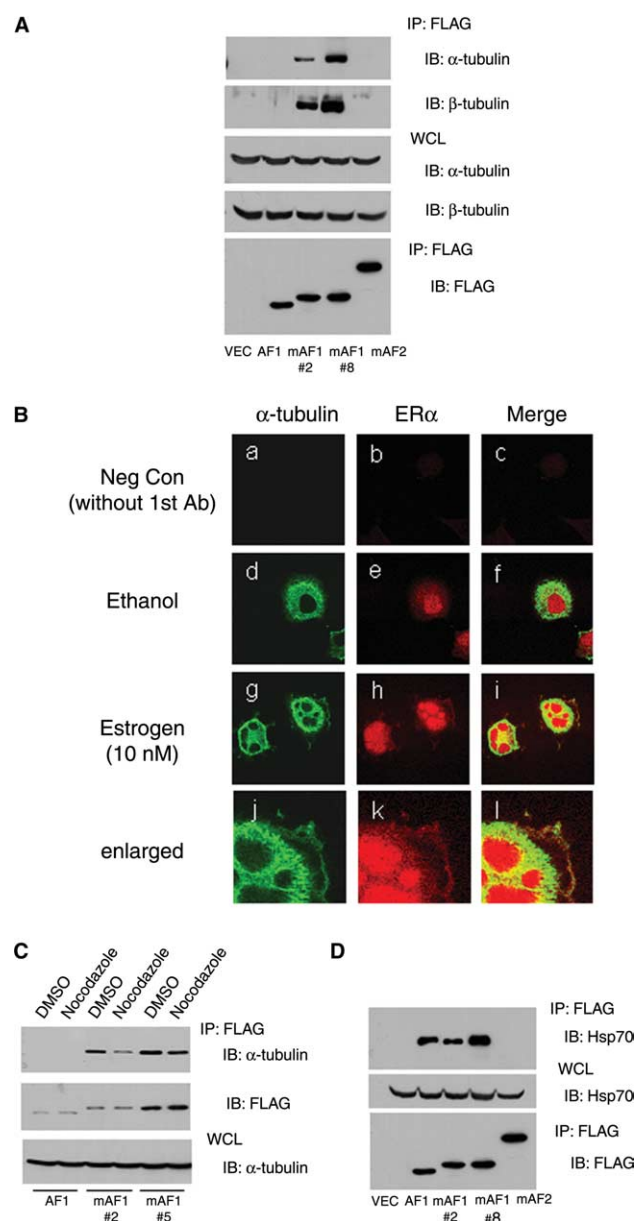 A
IP: FLAG
IB: α-tubulin
IB: β-tubulin
WCL
IB: α-tubulin
IB: β-tubulin
IP: FLAG
IB: FLAG
VEC AF1 mAF1 mAF1 mAF2
#2 #8
B
α-tubulin ERα Merge
Neg Con
(without 1st Ab)
a b c
Ethanol
d e f
Estrogen
(10 nM)
g h i
enlarged
j k l
C
DMSO
Nocodazole
DMSO
Nocodazole
DMSO
Nocodazole
IP: FLAG
IB: α-tubulin
IB: FLAG
WCL
IB: α-tubulin
AF1 mAF1 mAF1
#2 #5
D
IP: FLAG
IB: Hsp70
WCL
IB: Hsp70
IP: FLAG
IB: FLAG
VEC AF1 mAF1 mAF1 mAF2
#2 #8